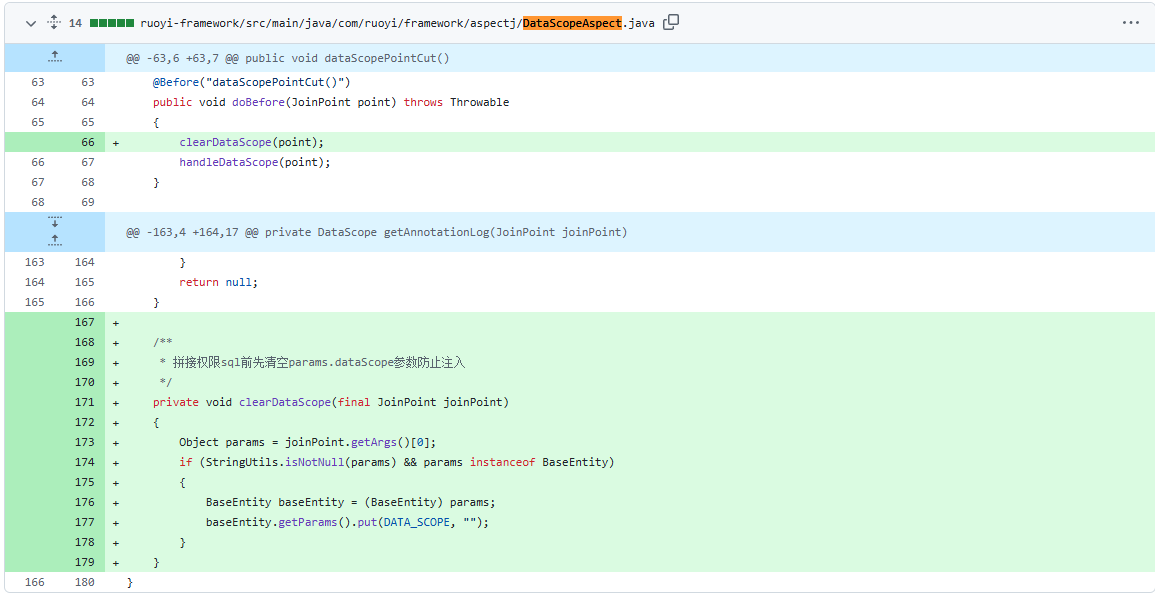 14 ruoyi-framework/src/main/java/com/ruoyi/framework/aspectj/DataScopeAspect.java
@@ -63,6 +63,7 @@ public void dataScopePointCut()
63 63 @Before("dataScopePointCut()")
64 64 public void doBefore(JoinPoint point) throws Throwable
65 65 {
66 + clearDataScope(point);
66 67 handleDataScope(point);
67 68 }
68 69
@@ -163,4 +164,17 @@ private DataScope getAnnotationLog(JoinPoint joinPoint)
163 164 }
164 165 return null;
165 166 }
167 +
168 + /**
169 + * 拼接权限sql前先清空params.dataScope参数防止注入
170 + */
171 + private void clearDataScope(final JoinPoint joinPoint)
172 + {
173 + Object params = joinPoint.getArgs()[0];
174 + if (StringUtils.isNotNull(params) && params instanceof BaseEntity)
175 + {
176 + BaseEntity baseEntity = (BaseEntity) params;
177 + baseEntity.getParams().put(DATA_SCOPE, "");
178 + }
179 + }
166 180 }